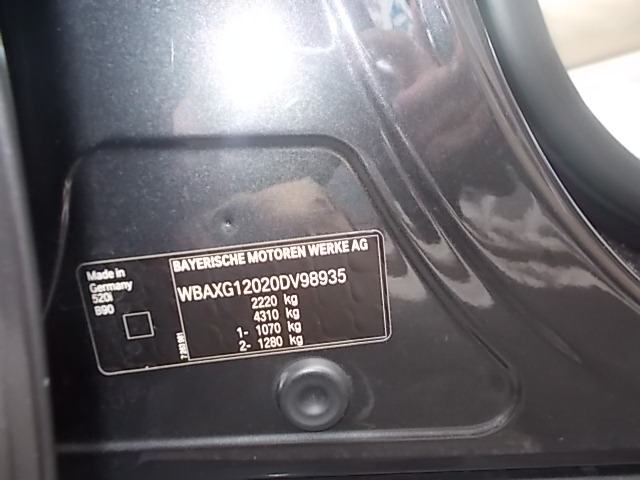 Made in
Germany
520i
B90
BAYERISCHE MOTOREN WERKE AG
WBAXG12020DV98935
2220 kg
4310 kg
1- 1070 kg
2- 1280 kg